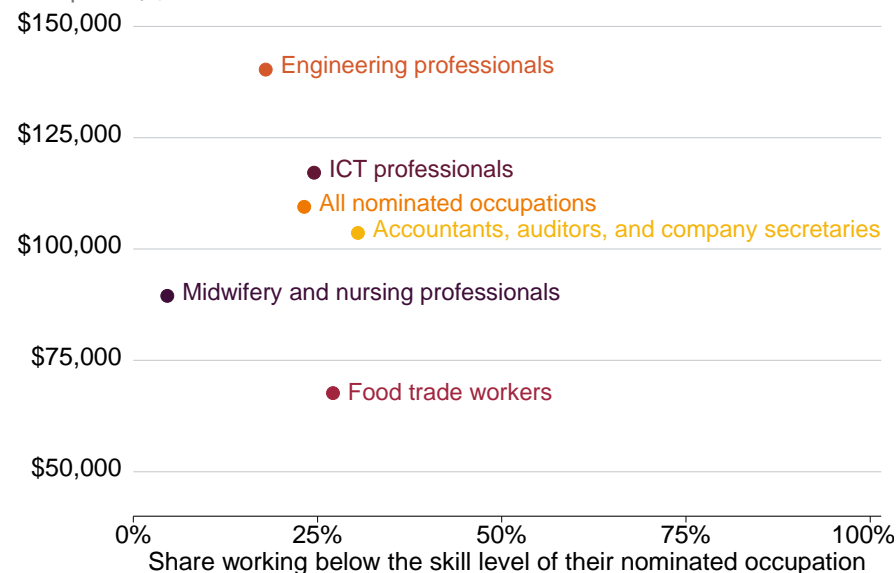 $150,000
Engineering professionals
$125,000
ICT professionals
All nominated occupations
Accountants, auditors, and company secretaries
$100,000
Midwifery and nursing professionals
$75,000
Food trade workers
$50,000
0% 25% 50% 75% 100%
Share working below the skill level of their nominated occupation